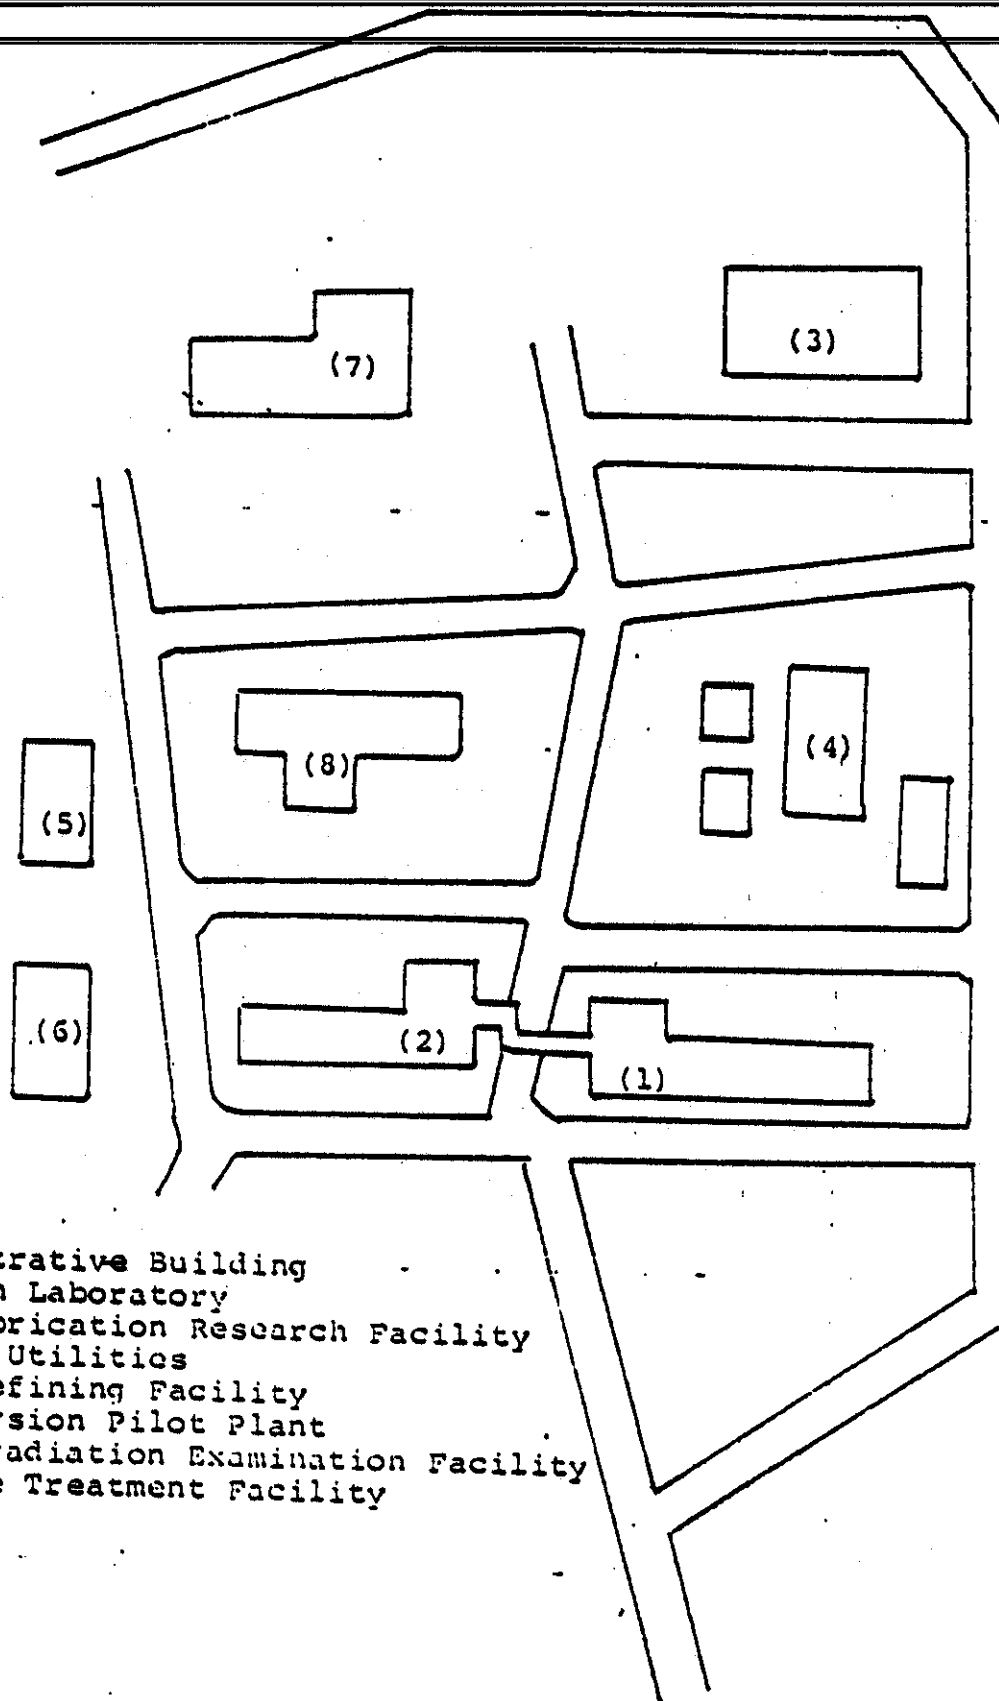 (3)
(7)
(4)
(8)
(5)
(6)
(2)
(1)
trative Building
Laboratory
brication Research Facility
Utilities
efining Facility
rsion Pilot Plant
radiation Examination Facility
Treatment Facility